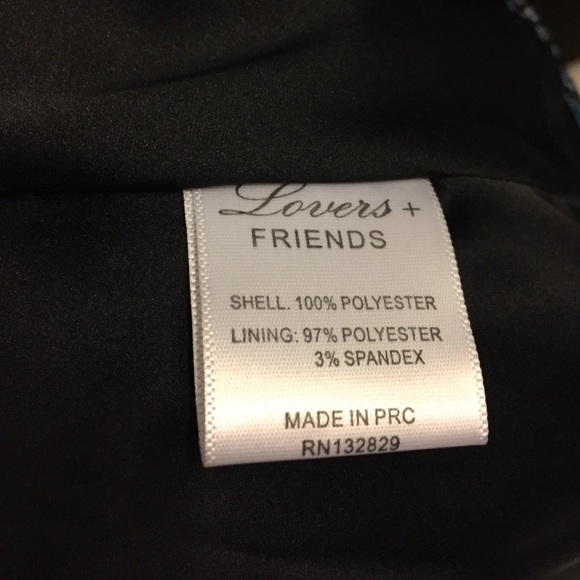 Lovers +
FRIENDS
SHELL. 100% POLYESTER
LINING: 97% POLYESTER
3% SPANDEX
MADE IN PRC
RN132829